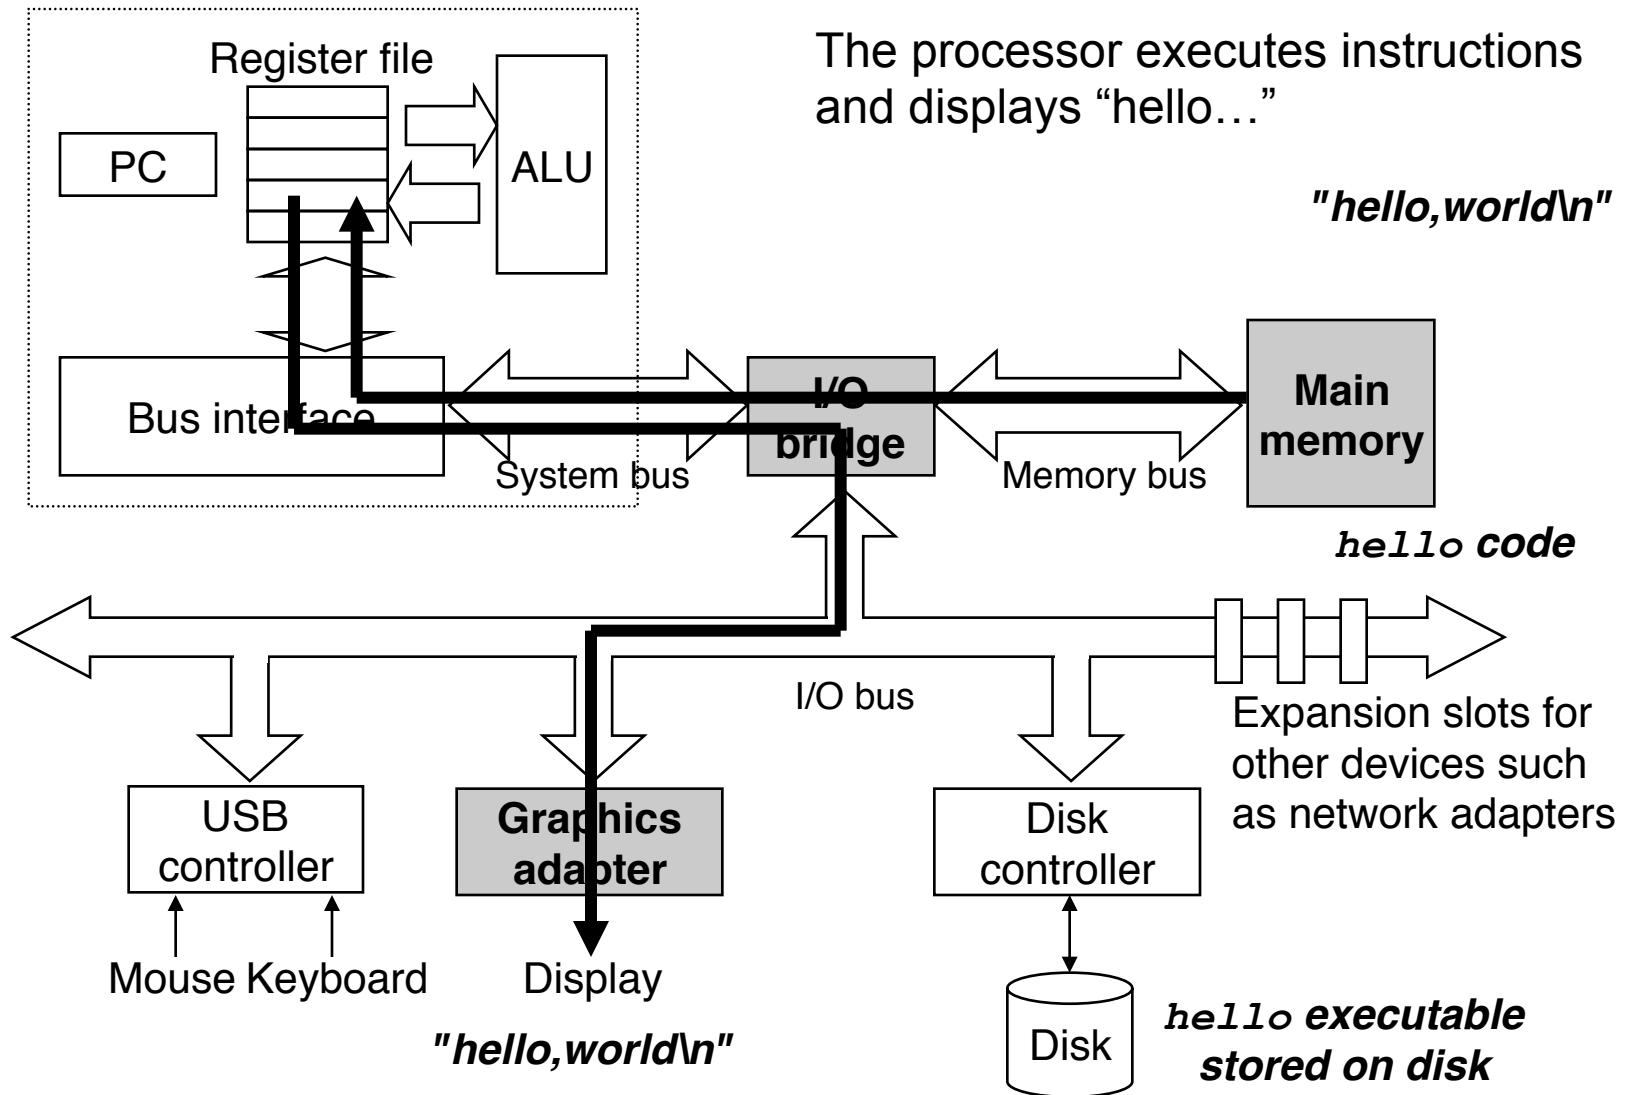 Register file
The processor executes instructions
and displays “hello…”
PC
ALU
"hello,world\n"
Bus interface
I/O
bridge
Main
memory
System bus
Memory bus
hello code
I/O bus
Expansion slots for
other devices such
as network adapters
USB
controller
Graphics
adapter
Disk
controller
Mouse Keyboard
Display
"hello,world\n"
Disk
hello executable
stored on disk